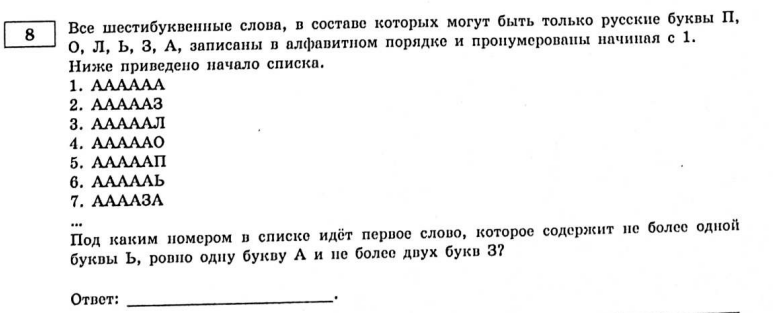 8
Все шестибуквенные слова, в составе которых могут быть только русские буквы П,
О, Л, Ь, З, А, записаны в алфавитном порядке и пронумерованы начиная с 1.
Ниже приведено начало списка.
1. АААААА
2. АААААЗ
3. АААААЛ
4. АААААО
5. АААААП
6. АААААЬ
7. ААААЗА
...
Под каким номером в списке идёт первое слово, которое содержит не более одной
буквы Ь, ровно одну букву А и не более двух букв З?
Ответ: .